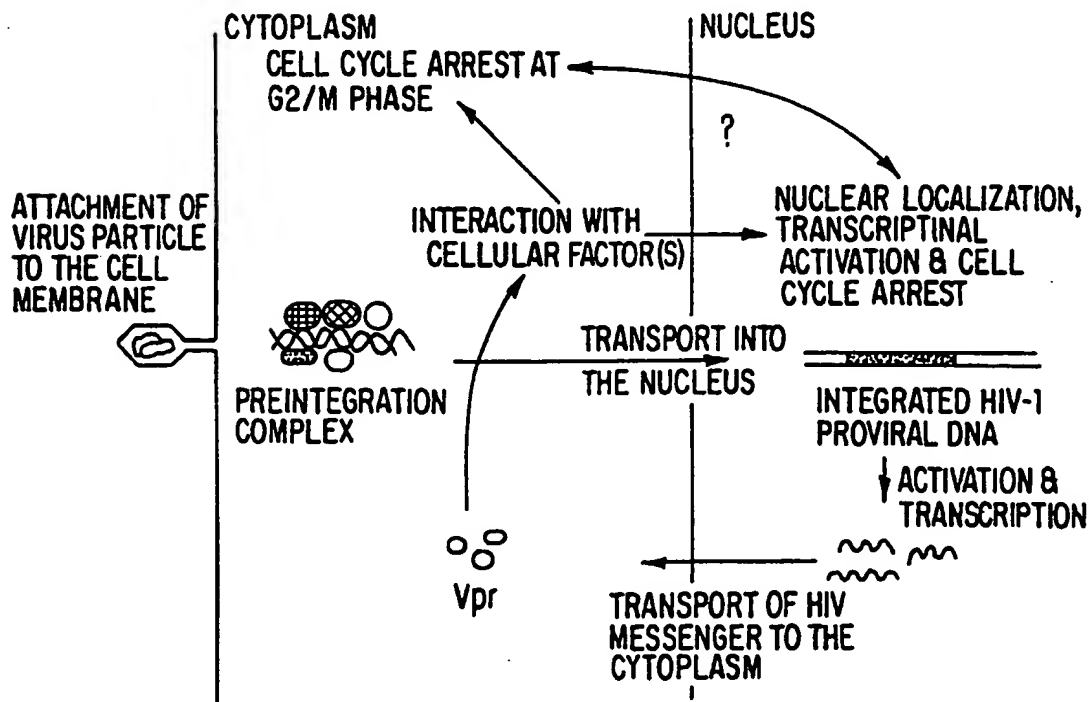 CYTOPLASM
NUCLEUS
CELL CYCLE ARREST AT
G2/M PHASE
?
ATTACHMENT OF
VIRUS PARTICLE
TO THE CELL
MEMBRANE
INTERACTION WITH
CELLULAR FACTOR(S)
NUCLEAR LOCALIZATION,
TRANSCRIPTINAL
ACTIVATION & CELL
CYCLE ARREST
PREINTEGRATION
COMPLEX
TRANSPORT INTO
THE NUCLEUS
INTEGRATED HIV-1
PROVIRAL DNA
ACTIVATION &
TRANSCRIPTION
Vpr
TRANSPORT OF HIV
MESSENGER TO THE
CYTOPLASM